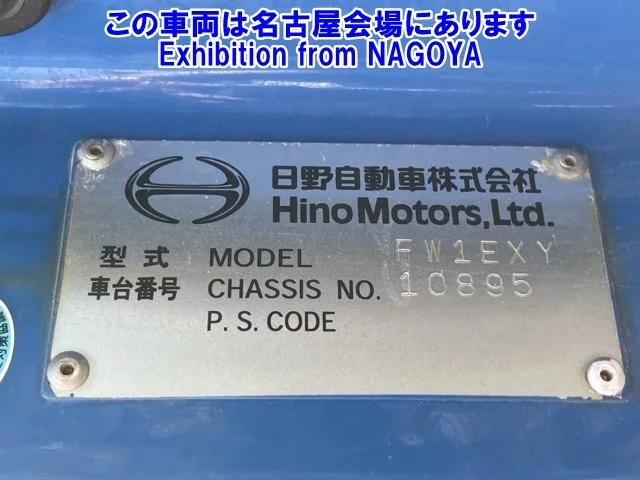 この車両は名古屋会場にあります
Exhibition from NAGOYA
日野自動車株式会社
Hino Motors, Ltd.
型式 MODEL FW1EXY
車台番号 CHASSIS NO. 10895
P. S. CODE